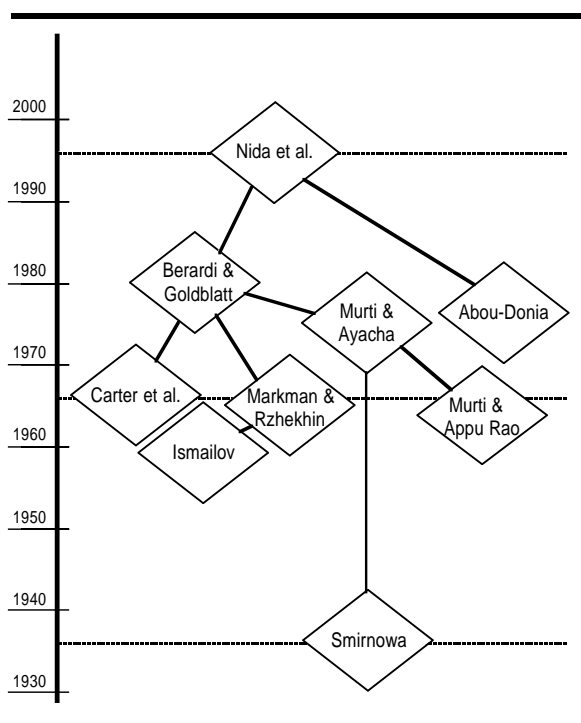 2000
Nida et al.
1990
1980
Berardi &
Goldblatt
Murti &
Ayacha
Abou-Donia
1970
Carter et al.
Markman &
Rzhekhin
Murti &
Appu Rao
1960
Ismailov
1950
1940
Smirnowa
1930